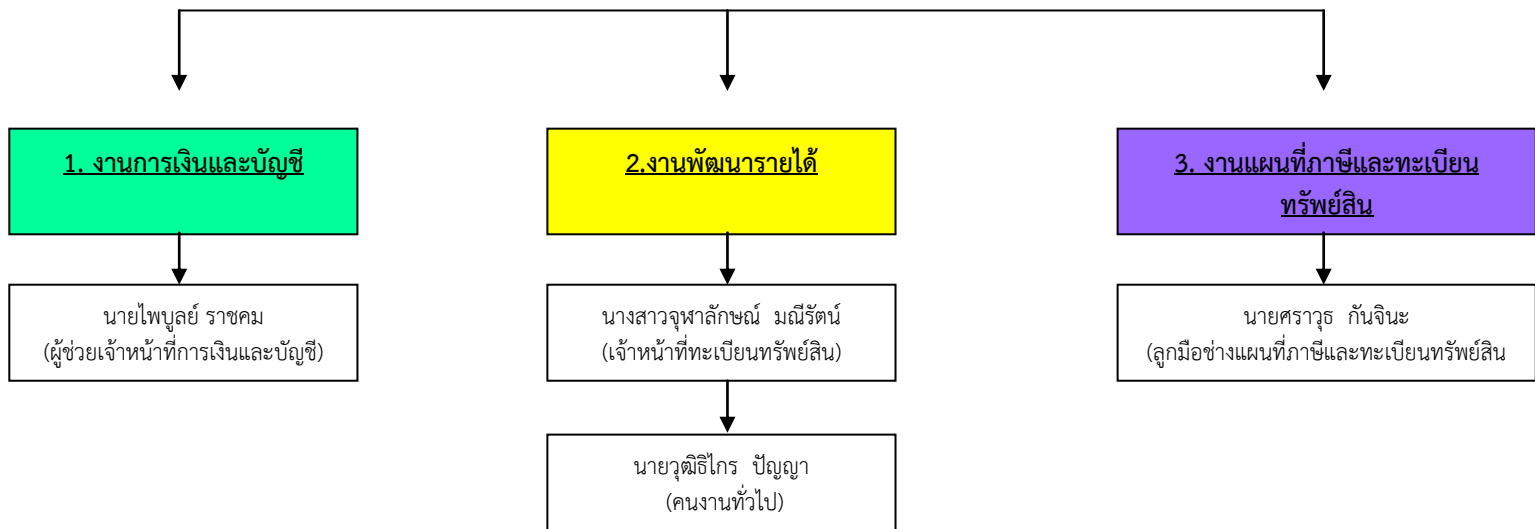 1. งานการเงินและบัญชี
นายไพบูลย์ ราชคม
(ผู้ช่วยเจ้าหน้าที่การเงินและบัญชี)
2.งานพัฒนารายได้
นางสาวจุฬาลักษณ์ มณีรัตน์
(เจ้าหน้าที่ทะเบียนทรัพย์สิน)
นายวุฒิธิไกร ปัญญา
(คนงานทั่วไป)
3. งานแผนที่ภาษีและทะเบียน
ทรัพย์สิน
นายศราวุธ กันจินะ
(ลูกมือช่างแผนที่ภาษีและทะเบียนทรัพย์สิน